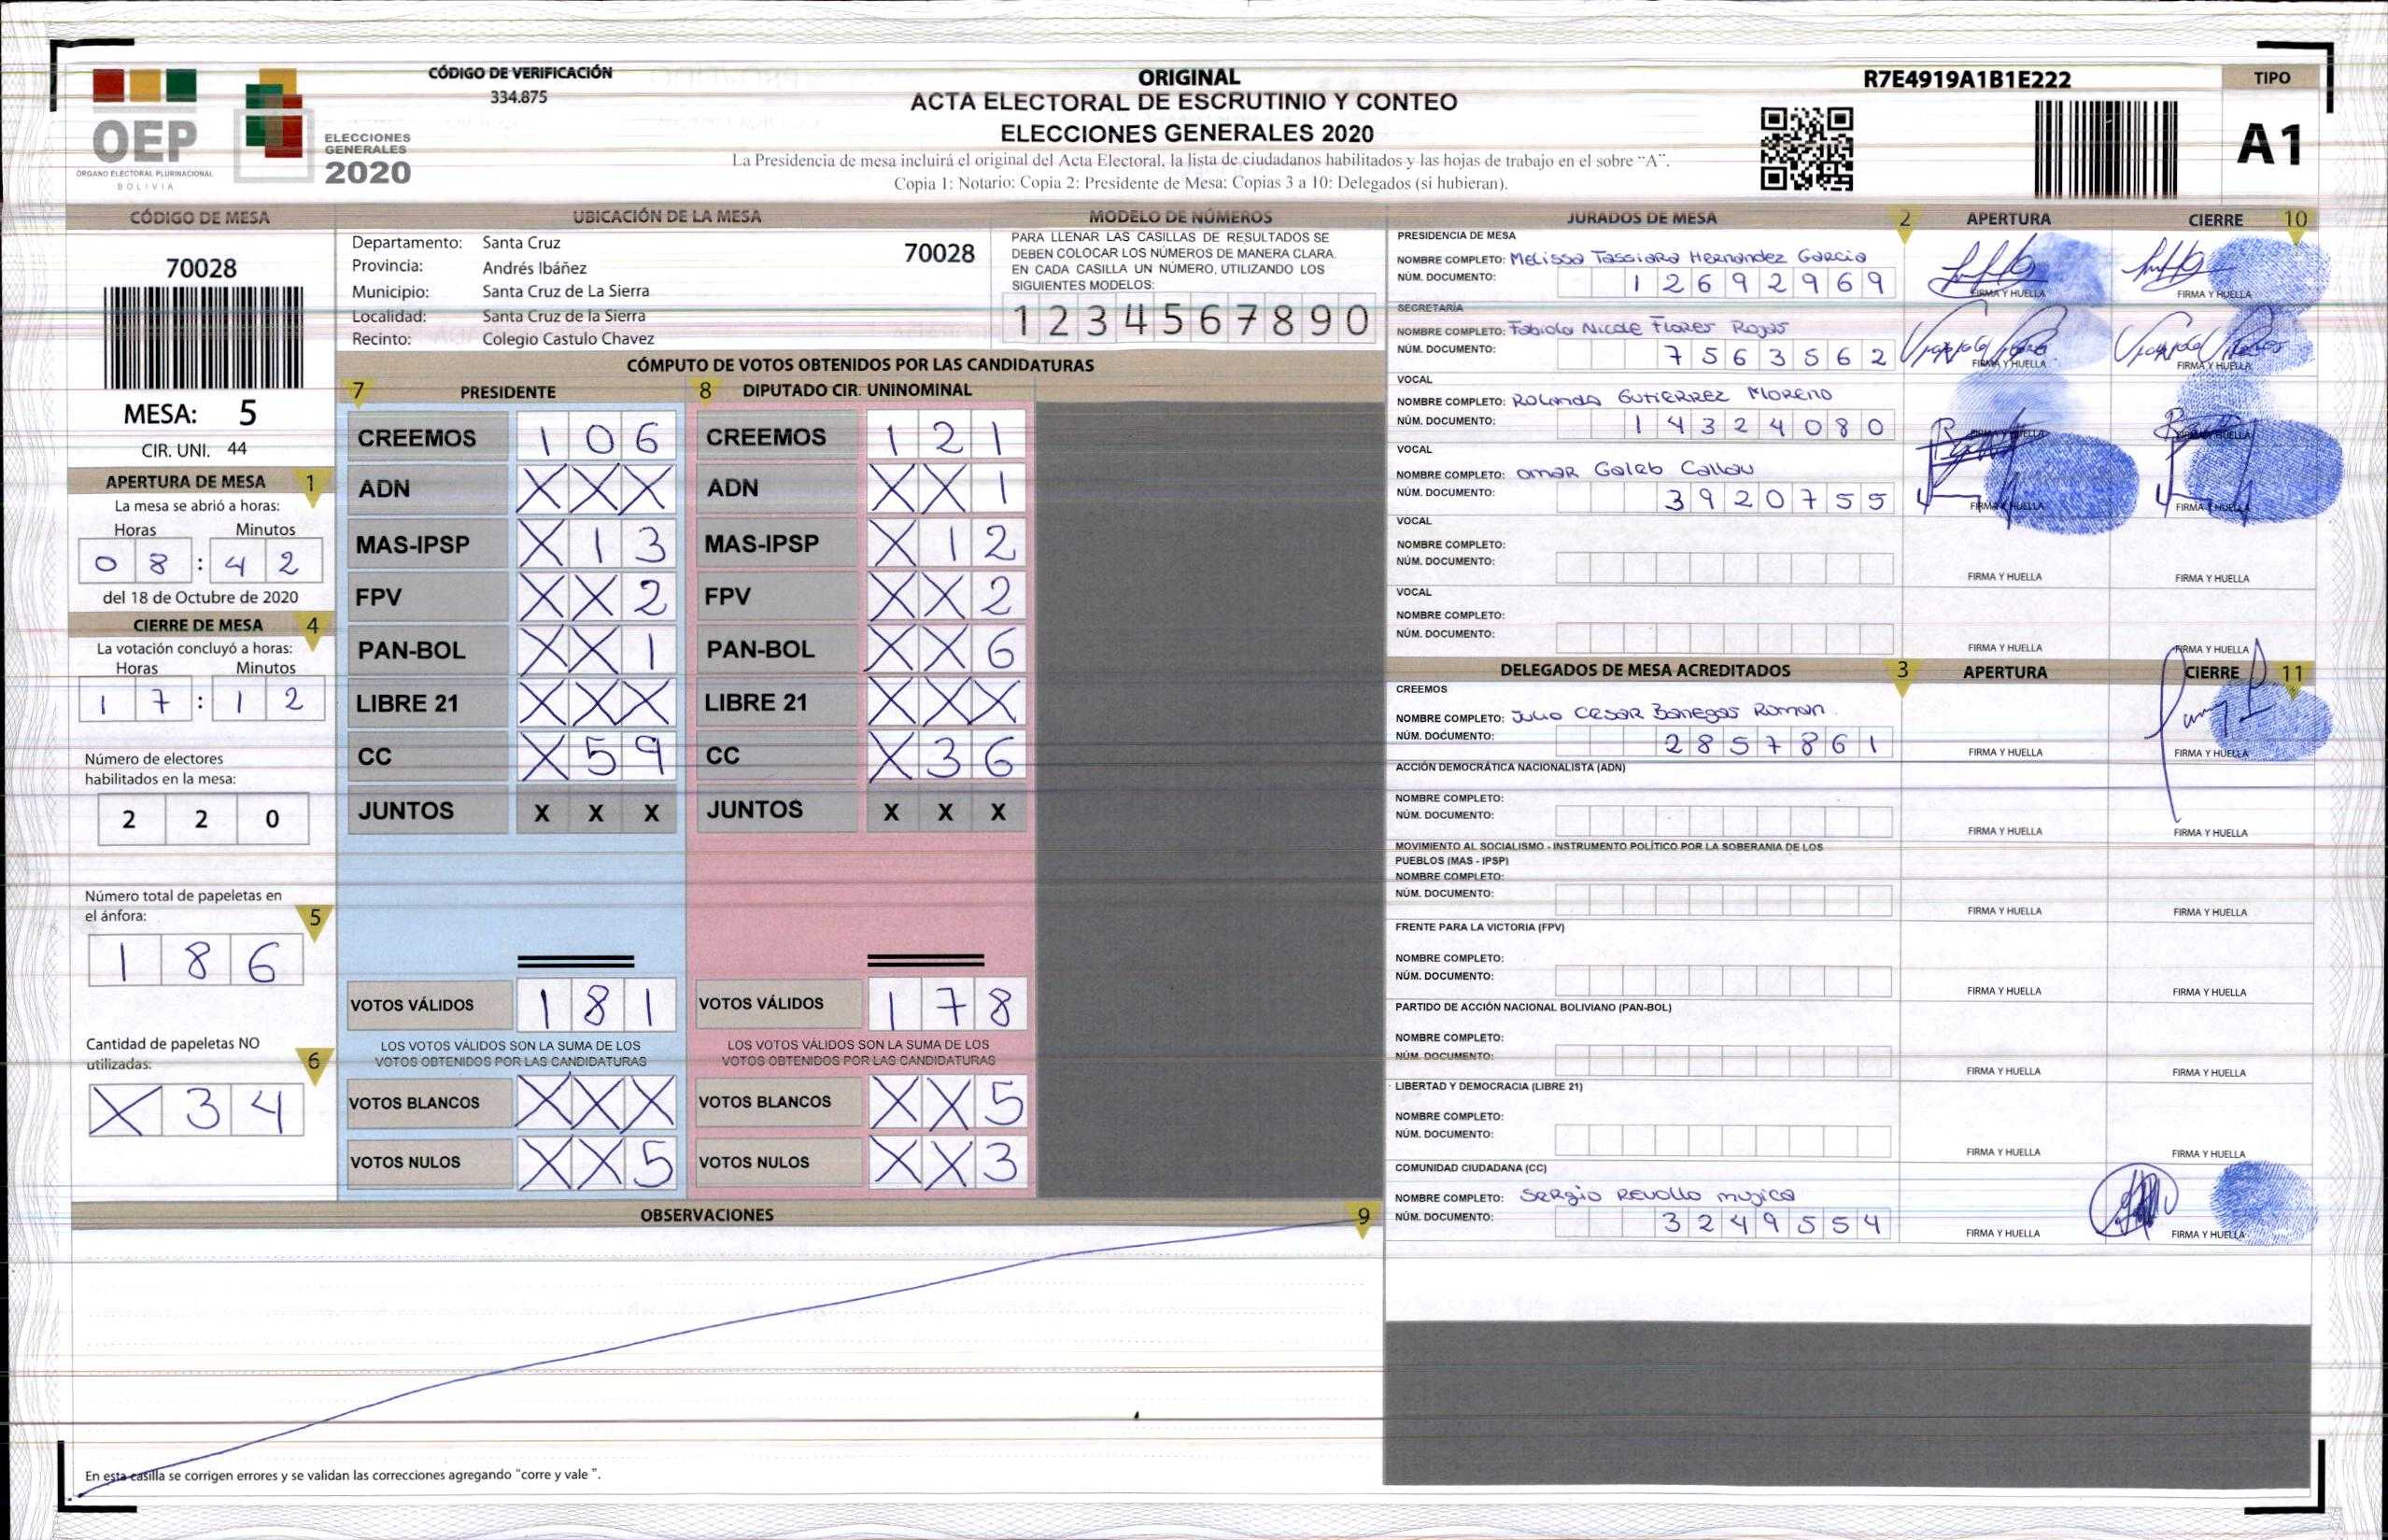 CÓDIGO DE VERIFICACIÓN
334.875
OEP
ÓRGANO ELECTORAL PLURINACIONAL
BOLIVIA
ELECCIONES
GENERALES
2020
ORIGINAL
ACTA ELECTORAL DE ESCRUTINIO Y CONTEO
ELECCIONES GENERALES 2020
La Presidencia de mesa incluirá el original del Acta Electoral, la lista de ciudadanos habilitados y las hojas de trabajo en el sobre "A".
Copia 1: Notario; Copia 2: Presidente de Mesa; Copias 3 a 10: Delegados (si hubieran).
R7E4919A1B1E222
TIPO
A1
CÓDIGO DE MESA
70028
MESA: 5
CIR. UNI. 44
APERTURA DE MESA 1
La mesa se abrió a horas:
Horas Minutos
0 8 : 4 2
del 18 de Octubre de 2020
CIERRE DE MESA 4
La votación concluyó a horas:
Horas Minutos
1 7 : 1 2
Número de electores
habilitados en la mesa:
2 2 0
Número total de papeletas en
el ánfora: 5
1 8 6
Cantidad de papeletas NO
utilizadas: 6
X 3 4
UBICACIÓN DE LA MESA
Departamento: Santa Cruz 70028
Provincia: Andrés Ibáñez
Municipio: Santa Cruz de La Sierra
Localidad: Santa Cruz de la Sierra
Recinto: Colegio Castulo Chavez
MODELO DE NÚMEROS
PARA LLENAR LAS CASILLAS DE RESULTADOS SE
DEBEN COLOCAR LOS NÚMEROS DE MANERA CLARA.
EN CADA CASILLA UN NÚMERO, UTILIZANDO LOS
SIGUIENTES MODELOS:
1 2 3 4 5 6 7 8 9 0
CÓMPUTO DE VOTOS OBTENIDOS POR LAS CANDIDATURAS
7 PRESIDENTE 8 DIPUTADO CIR. UNINOMINAL
CREEMOS 1 0 6 CREEMOS 1 2 1
ADN X X X ADN X X 1
MAS-IPSP X 1 3 MAS-IPSP X 1 2
FPV X X 2 FPV X X 2
PAN-BOL X X 1 PAN-BOL X X 6
LIBRE 21 X X X LIBRE 21 X X X
CC X 5 9 CC X 3 6
JUNTOS X X X JUNTOS X X X
VOTOS VÁLIDOS 1 8 1 VOTOS VÁLIDOS 1 7 8
LOS VOTOS VÁLIDOS SON LA SUMA DE LOS LOS VOTOS VÁLIDOS SON LA SUMA DE LOS
VOTOS OBTENIDOS POR LAS CANDIDATURAS VOTOS OBTENIDOS POR LAS CANDIDATURAS
VOTOS BLANCOS X X X VOTOS BLANCOS X X 5
VOTOS NULOS X X 5 VOTOS NULOS X X 3
OBSERVACIONES 9
En esta casilla se corrigen errores y se validan las correcciones agregando "corre y vale ".
JURADOS DE MESA 2 APERTURA CIERRE 10
PRESIDENCIA DE MESA
NOMBRE COMPLETO: Melissa Tassiara Hernandez Garcia
NÚM. DOCUMENTO: 1 2 6 9 2 9 6 9 FIRMA Y HUELLA FIRMA Y HUELLA
SECRETARÍA
NOMBRE COMPLETO: Fabiola Nicole Flores Rojas
NÚM. DOCUMENTO: 7 5 6 3 5 6 2 FIRMA Y HUELLA FIRMA Y HUELLA
VOCAL
NOMBRE COMPLETO: Rolando Gutierrez Moreno
NÚM. DOCUMENTO: 1 4 3 2 4 0 8 0 FIRMA Y HUELLA FIRMA Y HUELLA
VOCAL
NOMBRE COMPLETO: Omar Galeb Callau
NÚM. DOCUMENTO: 3 9 2 0 7 5 5 FIRMA Y HUELLA FIRMA Y HUELLA
VOCAL
NOMBRE COMPLETO:
NÚM. DOCUMENTO: FIRMA Y HUELLA FIRMA Y HUELLA
VOCAL
NOMBRE COMPLETO:
NÚM. DOCUMENTO: FIRMA Y HUELLA FIRMA Y HUELLA
DELEGADOS DE MESA ACREDITADOS 3 APERTURA CIERRE 11
CREEMOS
NOMBRE COMPLETO: Julio Cesar Banegas Roman
NÚM. DOCUMENTO: 2 8 5 7 8 6 1 FIRMA Y HUELLA FIRMA Y HUELLA
ACCIÓN DEMOCRÁTICA NACIONALISTA (ADN)
NOMBRE COMPLETO:
NÚM. DOCUMENTO: FIRMA Y HUELLA FIRMA Y HUELLA
MOVIMIENTO AL SOCIALISMO - INSTRUMENTO POLÍTICO POR LA SOBERANIA DE LOS
PUEBLOS (MAS - IPSP)
NOMBRE COMPLETO:
NÚM. DOCUMENTO: FIRMA Y HUELLA FIRMA Y HUELLA
FRENTE PARA LA VICTORIA (FPV)
NOMBRE COMPLETO:
NÚM. DOCUMENTO: FIRMA Y HUELLA FIRMA Y HUELLA
PARTIDO DE ACCIÓN NACIONAL BOLIVIANO (PAN-BOL)
NOMBRE COMPLETO:
NÚM. DOCUMENTO: FIRMA Y HUELLA FIRMA Y HUELLA
LIBERTAD Y DEMOCRACIA (LIBRE 21)
NOMBRE COMPLETO:
NÚM. DOCUMENTO: FIRMA Y HUELLA FIRMA Y HUELLA
COMUNIDAD CIUDADANA (CC)
NOMBRE COMPLETO: Sergio Revollo mujica
NÚM. DOCUMENTO: 3 2 4 9 5 5 4 FIRMA Y HUELLA FIRMA Y HUELLA